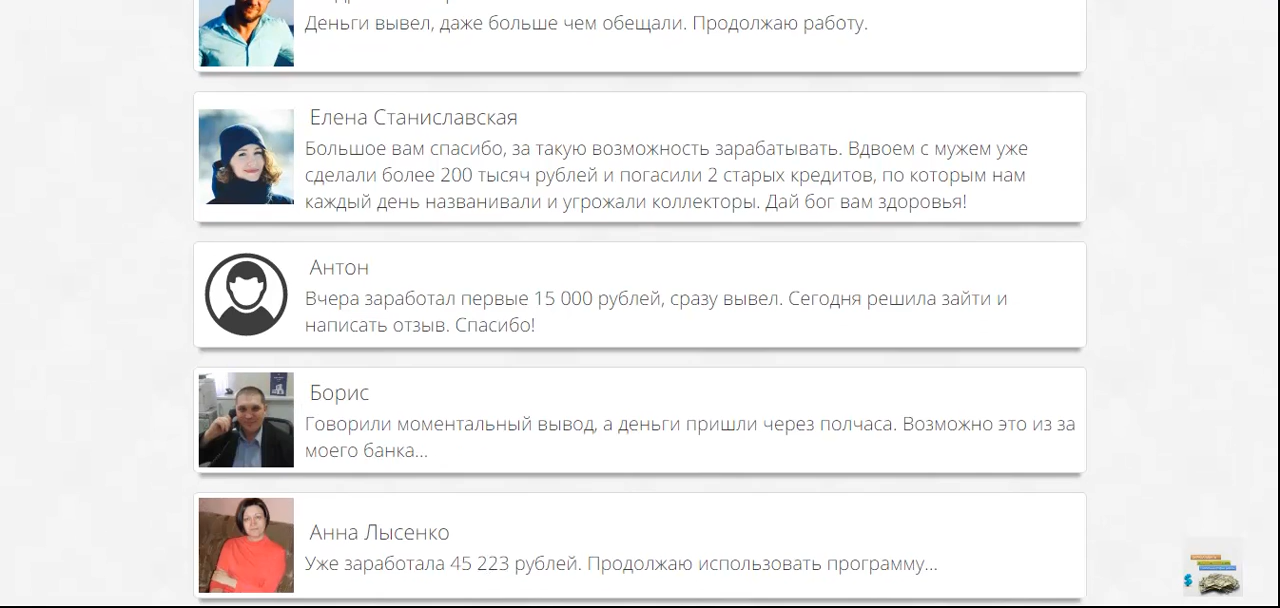 Деньги вывел, даже больше чем обещали. Продолжаю работу.
Елена Станиславская
Большое вам спасибо, за такую возможность зарабатывать. Вдвоем с мужем уже
сделали более 200 тысяч рублей и погасили 2 старых кредитов, по которым нам
каждый день названивали и угрожали коллекторы. Дай бог вам здоровья!
Антон
Вчера заработал первые 15 000 рублей, сразу вывел. Сегодня решила зайти и
написать отзыв. Спасибо!
Борис
Говорили моментальный вывод, а деньги пришли через полчаса. Возможно это из за
моего банка...
Анна Лысенко
Уже заработала 45 223 рублей. Продолжаю использовать программу...